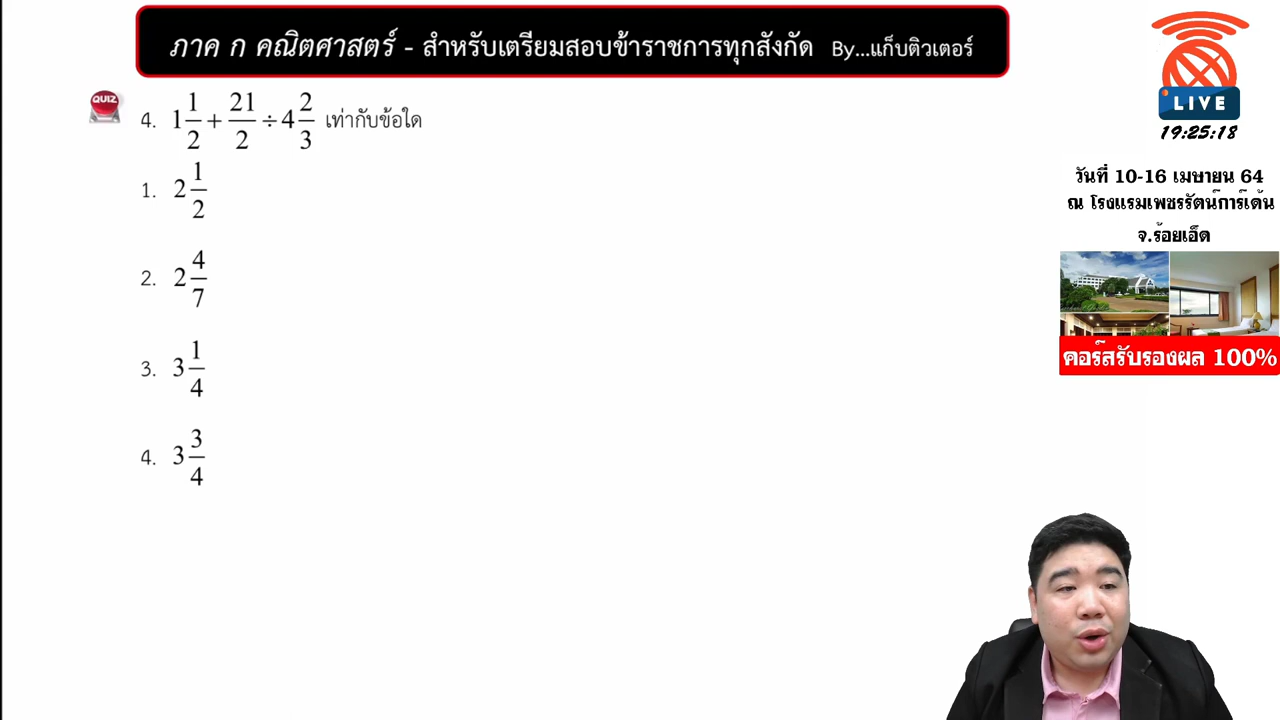 ภาค ก คณิตศาสตร์ - สำหรับเตรียมสอบข้าราชการทุกสังกัด By...แก็บติวเตอร์
QUIZ
4. 1 1/2 + 21/2 ÷ 4 2/3 เท่ากับข้อใด
1. 2 1/2
2. 2 4/7
3. 3 1/4
4. 3 3/4
LIVE
19:25:18
วันที่ 10-16 เมษายน 64
ณ โรงแรมเพชรรัตน์การ์เด้น
จ.ร้อยเอ็ด
คอร์สรับรองผล 100%